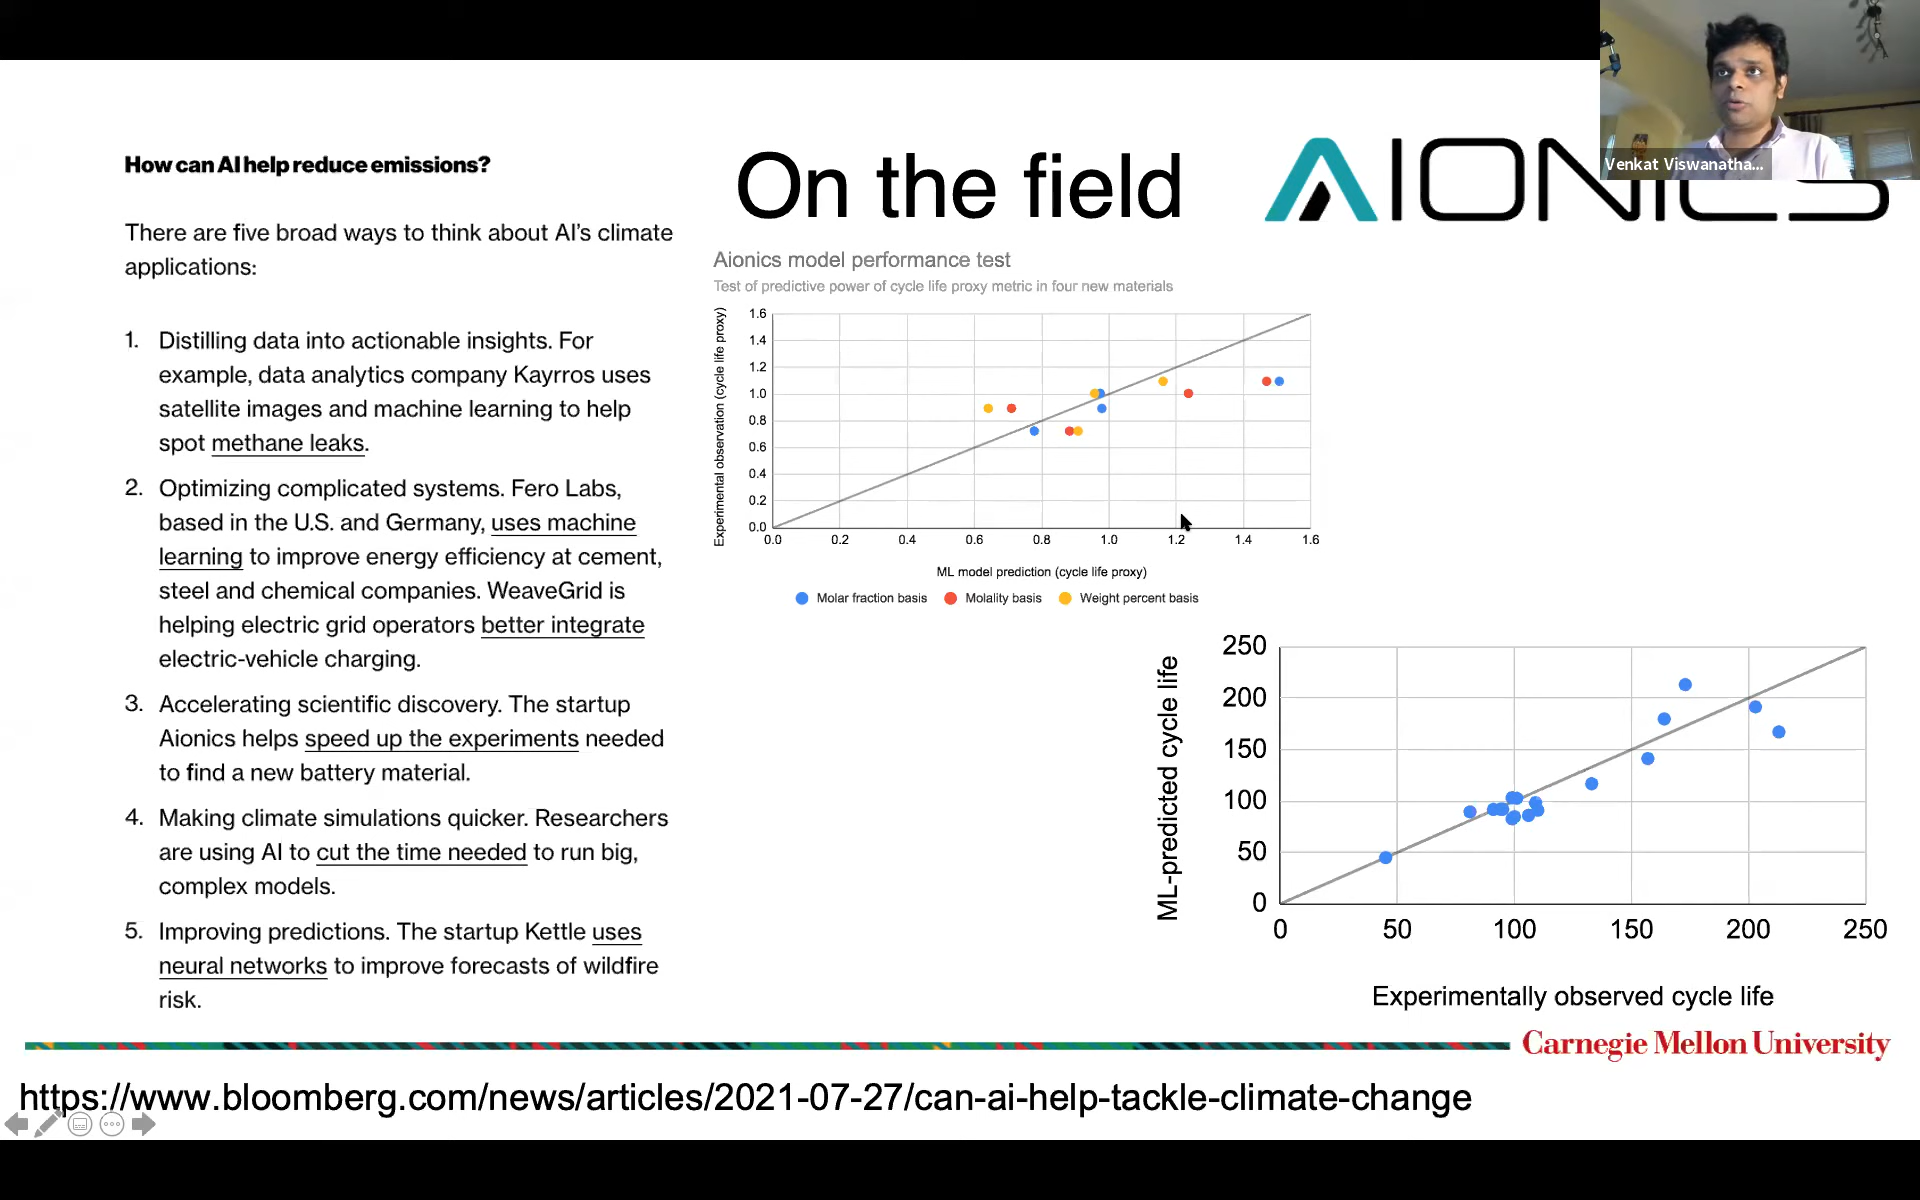 How can AI help reduce emissions?
There are five broad ways to think about AI's climate
applications:
1. Distilling data into actionable insights. For
example, data analytics company Kayrros uses
satellite images and machine learning to help
spot methane leaks.
2. Optimizing complicated systems. Fero Labs,
based in the U.S. and Germany, uses machine
learning to improve energy efficiency at cement,
steel and chemical companies. WeaveGrid is
helping electric grid operators better integrate
electric-vehicle charging.
3. Accelerating scientific discovery. The startup
Aionics helps speed up the experiments needed
to find a new battery material.
4. Making climate simulations quicker. Researchers
are using AI to cut the time needed to run big,
complex models.
5. Improving predictions. The startup Kettle uses
neural networks to improve forecasts of wildfire
risk.
On the field
AIONICS
Venkat Viswanatha...
Aionics model performance test
Test of predictive power of cycle life proxy metric in four new materials
Experimental observation (cycle life proxy)
1.6
1.4
1.2
1.0
0.8
0.6
0.4
0.2
0.0
0.0 0.2 0.4 0.6 0.8 1.0 1.2 1.4 1.6
ML model prediction (cycle life proxy)
Molar fraction basis Molality basis Weight percent basis
ML-predicted cycle life
250
200
150
100
50
0
0 50 100 150 200 250
Experimentally observed cycle life
Carnegie Mellon University
https://www.bloomberg.com/news/articles/2021-07-27/can-ai-help-tackle-climate-change